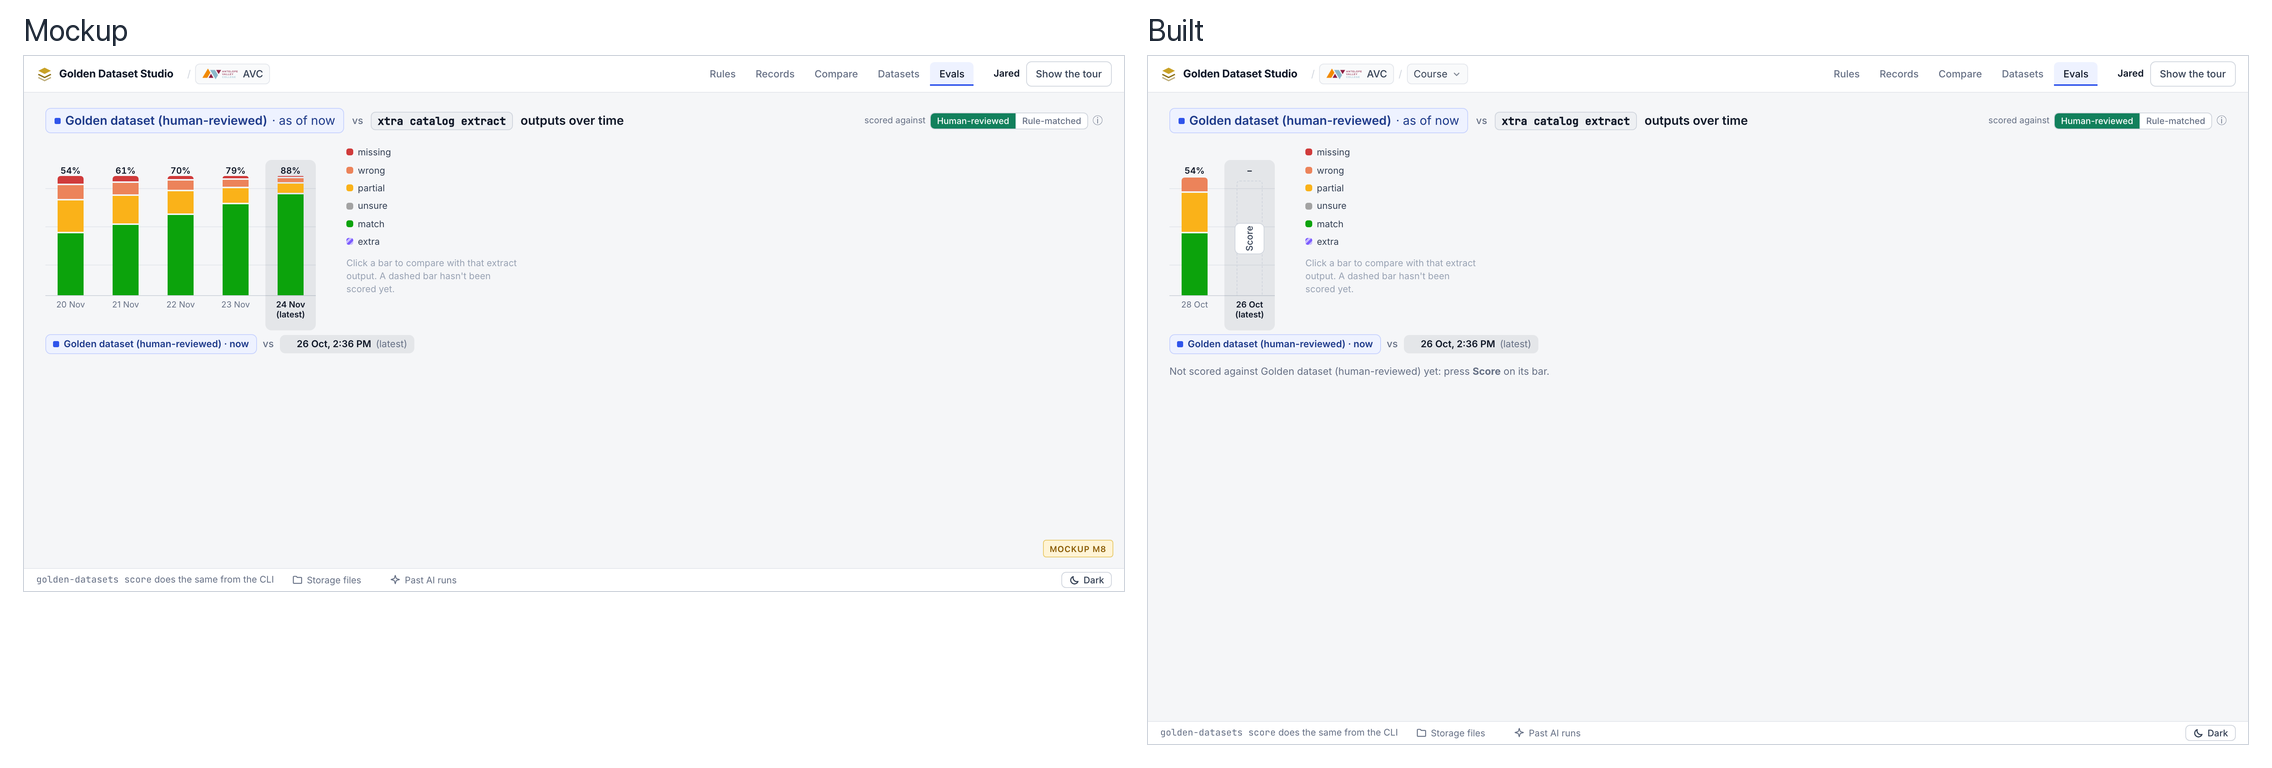 Mockup
Golden Dataset Studio / AVC Rules Records Compare Datasets Evals Jared Show the tour
Golden dataset (human-reviewed) · as of now vs xtra catalog extract outputs over time scored against Human-reviewed Rule-matched
54% 61% 70% 79% 88%
missing
wrong
partial
unsure
match
extra
Click a bar to compare with that extract
output. A dashed bar hasn't been
scored yet.
20 Nov 21 Nov 22 Nov 23 Nov 24 Nov
(latest)
Golden dataset (human-reviewed) · now vs 26 Oct, 2:36 PM (latest)
MOCKUP M8
golden-datasets score does the same from the CLI Storage files Past AI runs Dark
Built
Golden Dataset Studio / AVC / Course Rules Records Compare Datasets Evals Jared Show the tour
Golden dataset (human-reviewed) · as of now vs xtra catalog extract outputs over time scored against Human-reviewed Rule-matched
54% –
Score
missing
wrong
partial
unsure
match
extra
Click a bar to compare with that extract
output. A dashed bar hasn't been
scored yet.
28 Oct 26 Oct
(latest)
Golden dataset (human-reviewed) · now vs 26 Oct, 2:36 PM (latest)
Not scored against Golden dataset (human-reviewed) yet: press Score on its bar.
golden-datasets score does the same from the CLI Storage files Past AI runs Dark